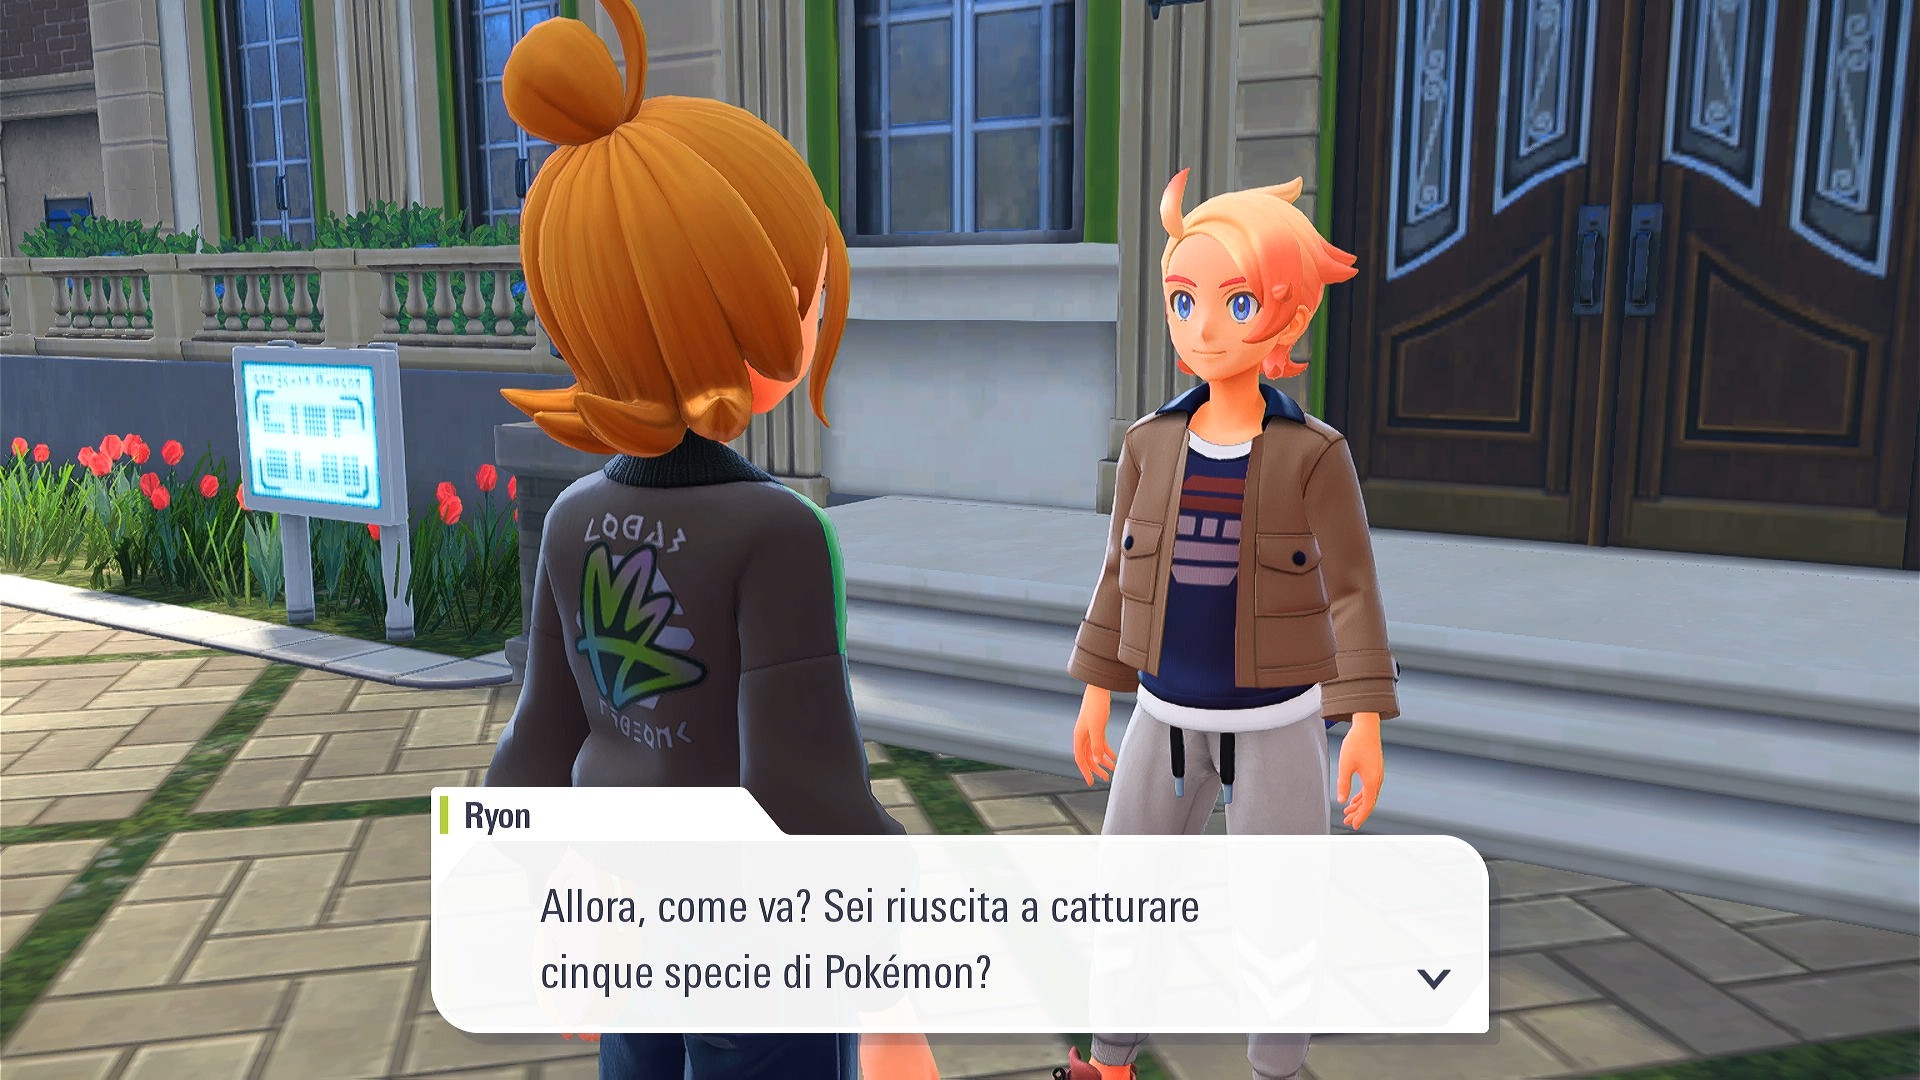 Ryon
Allora, come va? Sei riuscita a catturare
cinque specie di Pokémon?